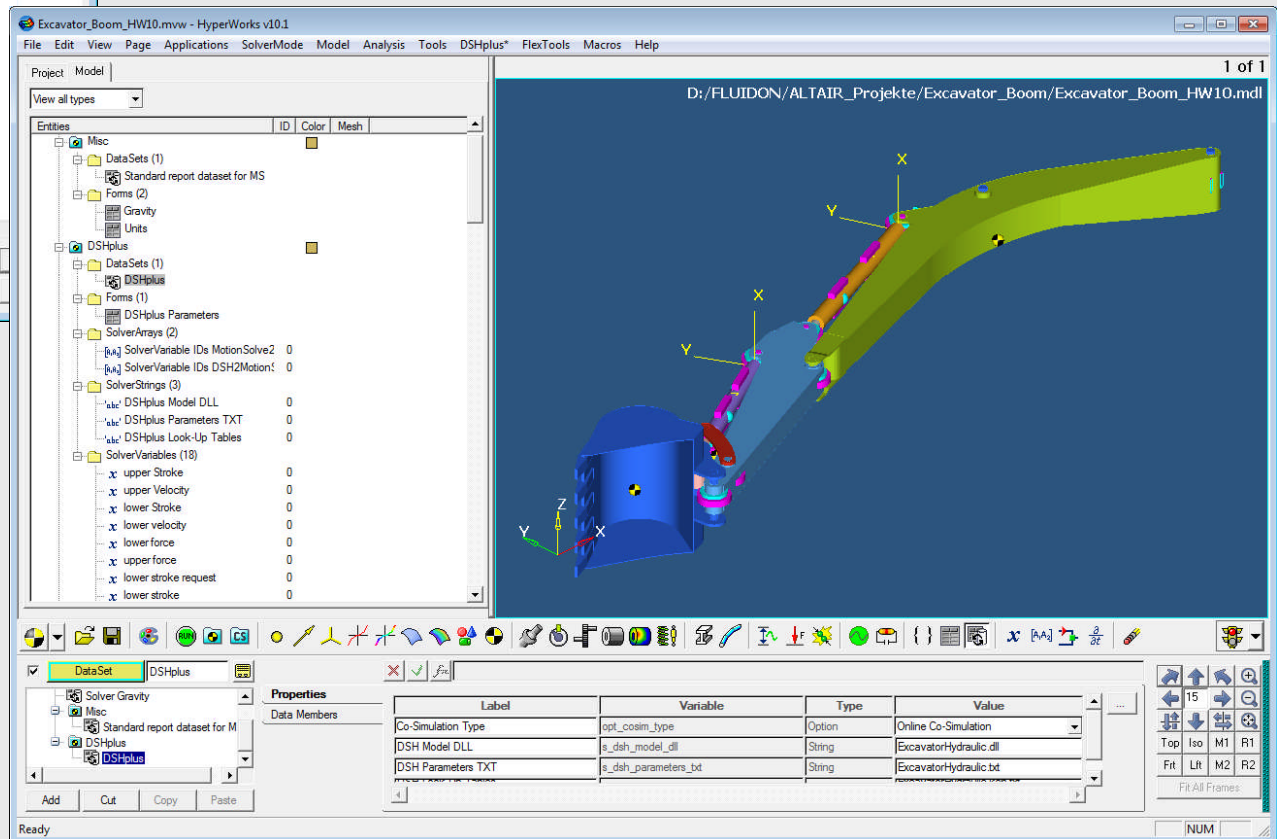 Excavator_Boom_HW10.mvw - HyperWorks v10.1
File Edit View Page Applications SolverMode Model Analysis Tools DSHplus* FlexTools Macros Help
Project Model
1 of 1
View all types
D:/FLUIDON/ALTAIR_Projekte/Excavator_Boom/Excavator_Boom_HW10.mdl
Entities ID Color Mesh
Misc
DataSets (1)
Standard report dataset for MS
Forms (2)
Gravity
Units
DSHplus
DataSets (1)
DSHplus
Forms (1)
DSHplus Parameters
SolverArrays (2)
[A,A,] SolverVariable IDs MotionSolve2 0
[A,A,] SolverVariable IDs DSH2MotionS 0
SolverStrings (3)
'abc' DSHplus Model DLL 0
'abc' DSHplus Parameters TXT 0
'abc' DSHplus Look-Up Tables 0
SolverVariables (18)
x upper Stroke 0
x upper Velocity 0
x lower Stroke 0
x lower velocity 0
x lower force 0
x upper force 0
x lower stroke request 0
x lower stroke 0
X
Y
X
Y
Z
Y X
RUN CS F { } x
DataSet DSHplus
Solver Gravity
Misc
Standard report dataset for M
DSHplus
DSHplus
Add Cut Copy Paste
Properties
Data Members
Label Variable Type Value ...
Co-Simulation Type opt_cosim_type Option Online Co-Simulation
DSH Model DLL s_dsh_model_dll String ExcavatorHydraulic.dll
DSH Parameters TXT s_dsh_parameters_txt String ExcavatorHydraulic.txt
15
Top Iso M1 R1
Frt Lft M2 R2
Fit All Frames
Ready
NUM